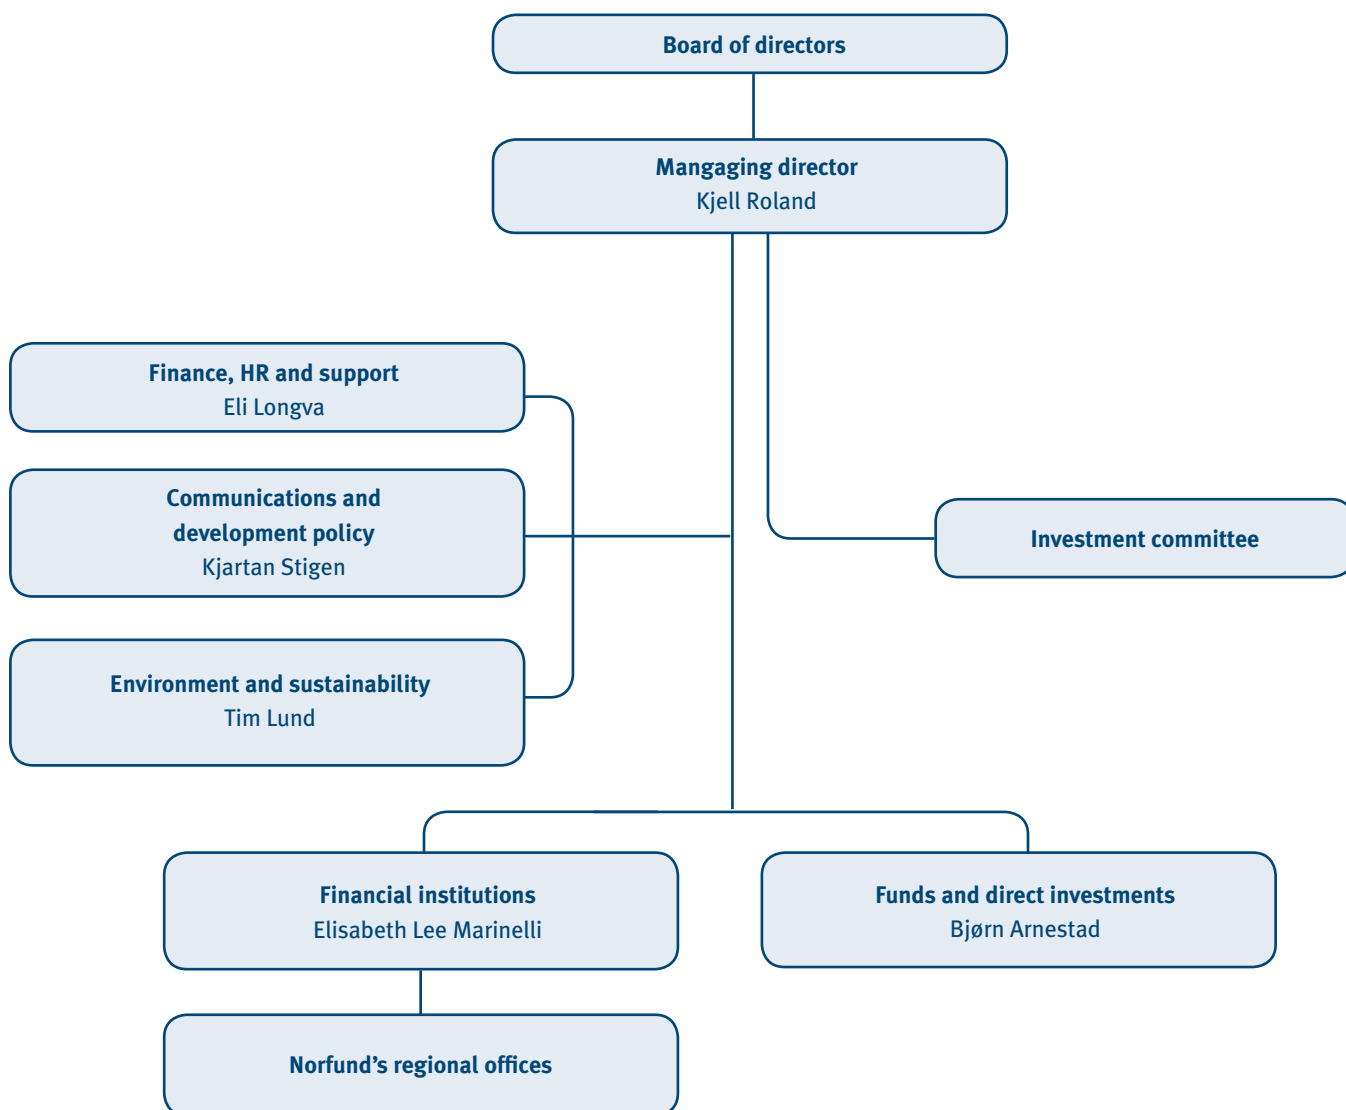 Board of directors
Mangaging director
Kjell Roland
Finance, HR and support
Eli Longva
Communications and
development policy
Kjartan Stigen
Investment committee
Environment and sustainability
Tim Lund
Financial institutions
Elisabeth Lee Marinelli
Funds and direct investments
Bjørn Arnestad
Norfund’s regional offices